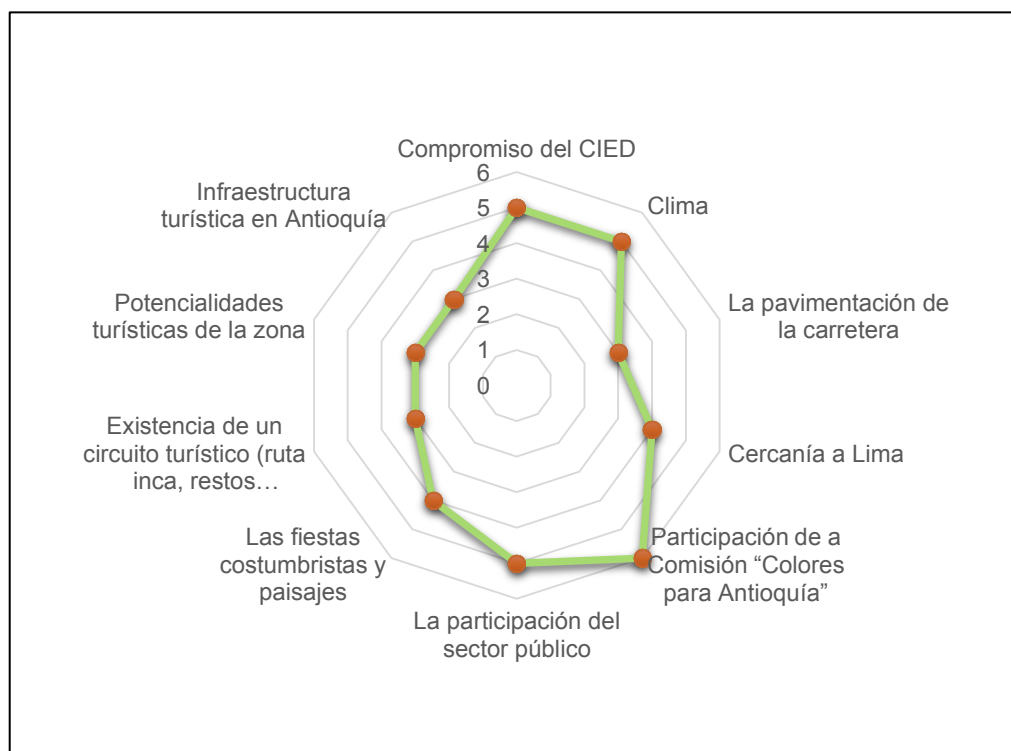 Compromiso del CIED
6
5
4
3
2
1
0
Clima
La pavimentación de
la carretera
Cercanía a Lima
Participación de a
Comisión “Colores
para Antioquía”
La participación del
sector público
Las fiestas
costumbristas y
paisajes
Existencia de un
circuito turístico (ruta
inca, restos…
Potencialidades
turísticas de la zona
Infraestructura
turística en Antioquía